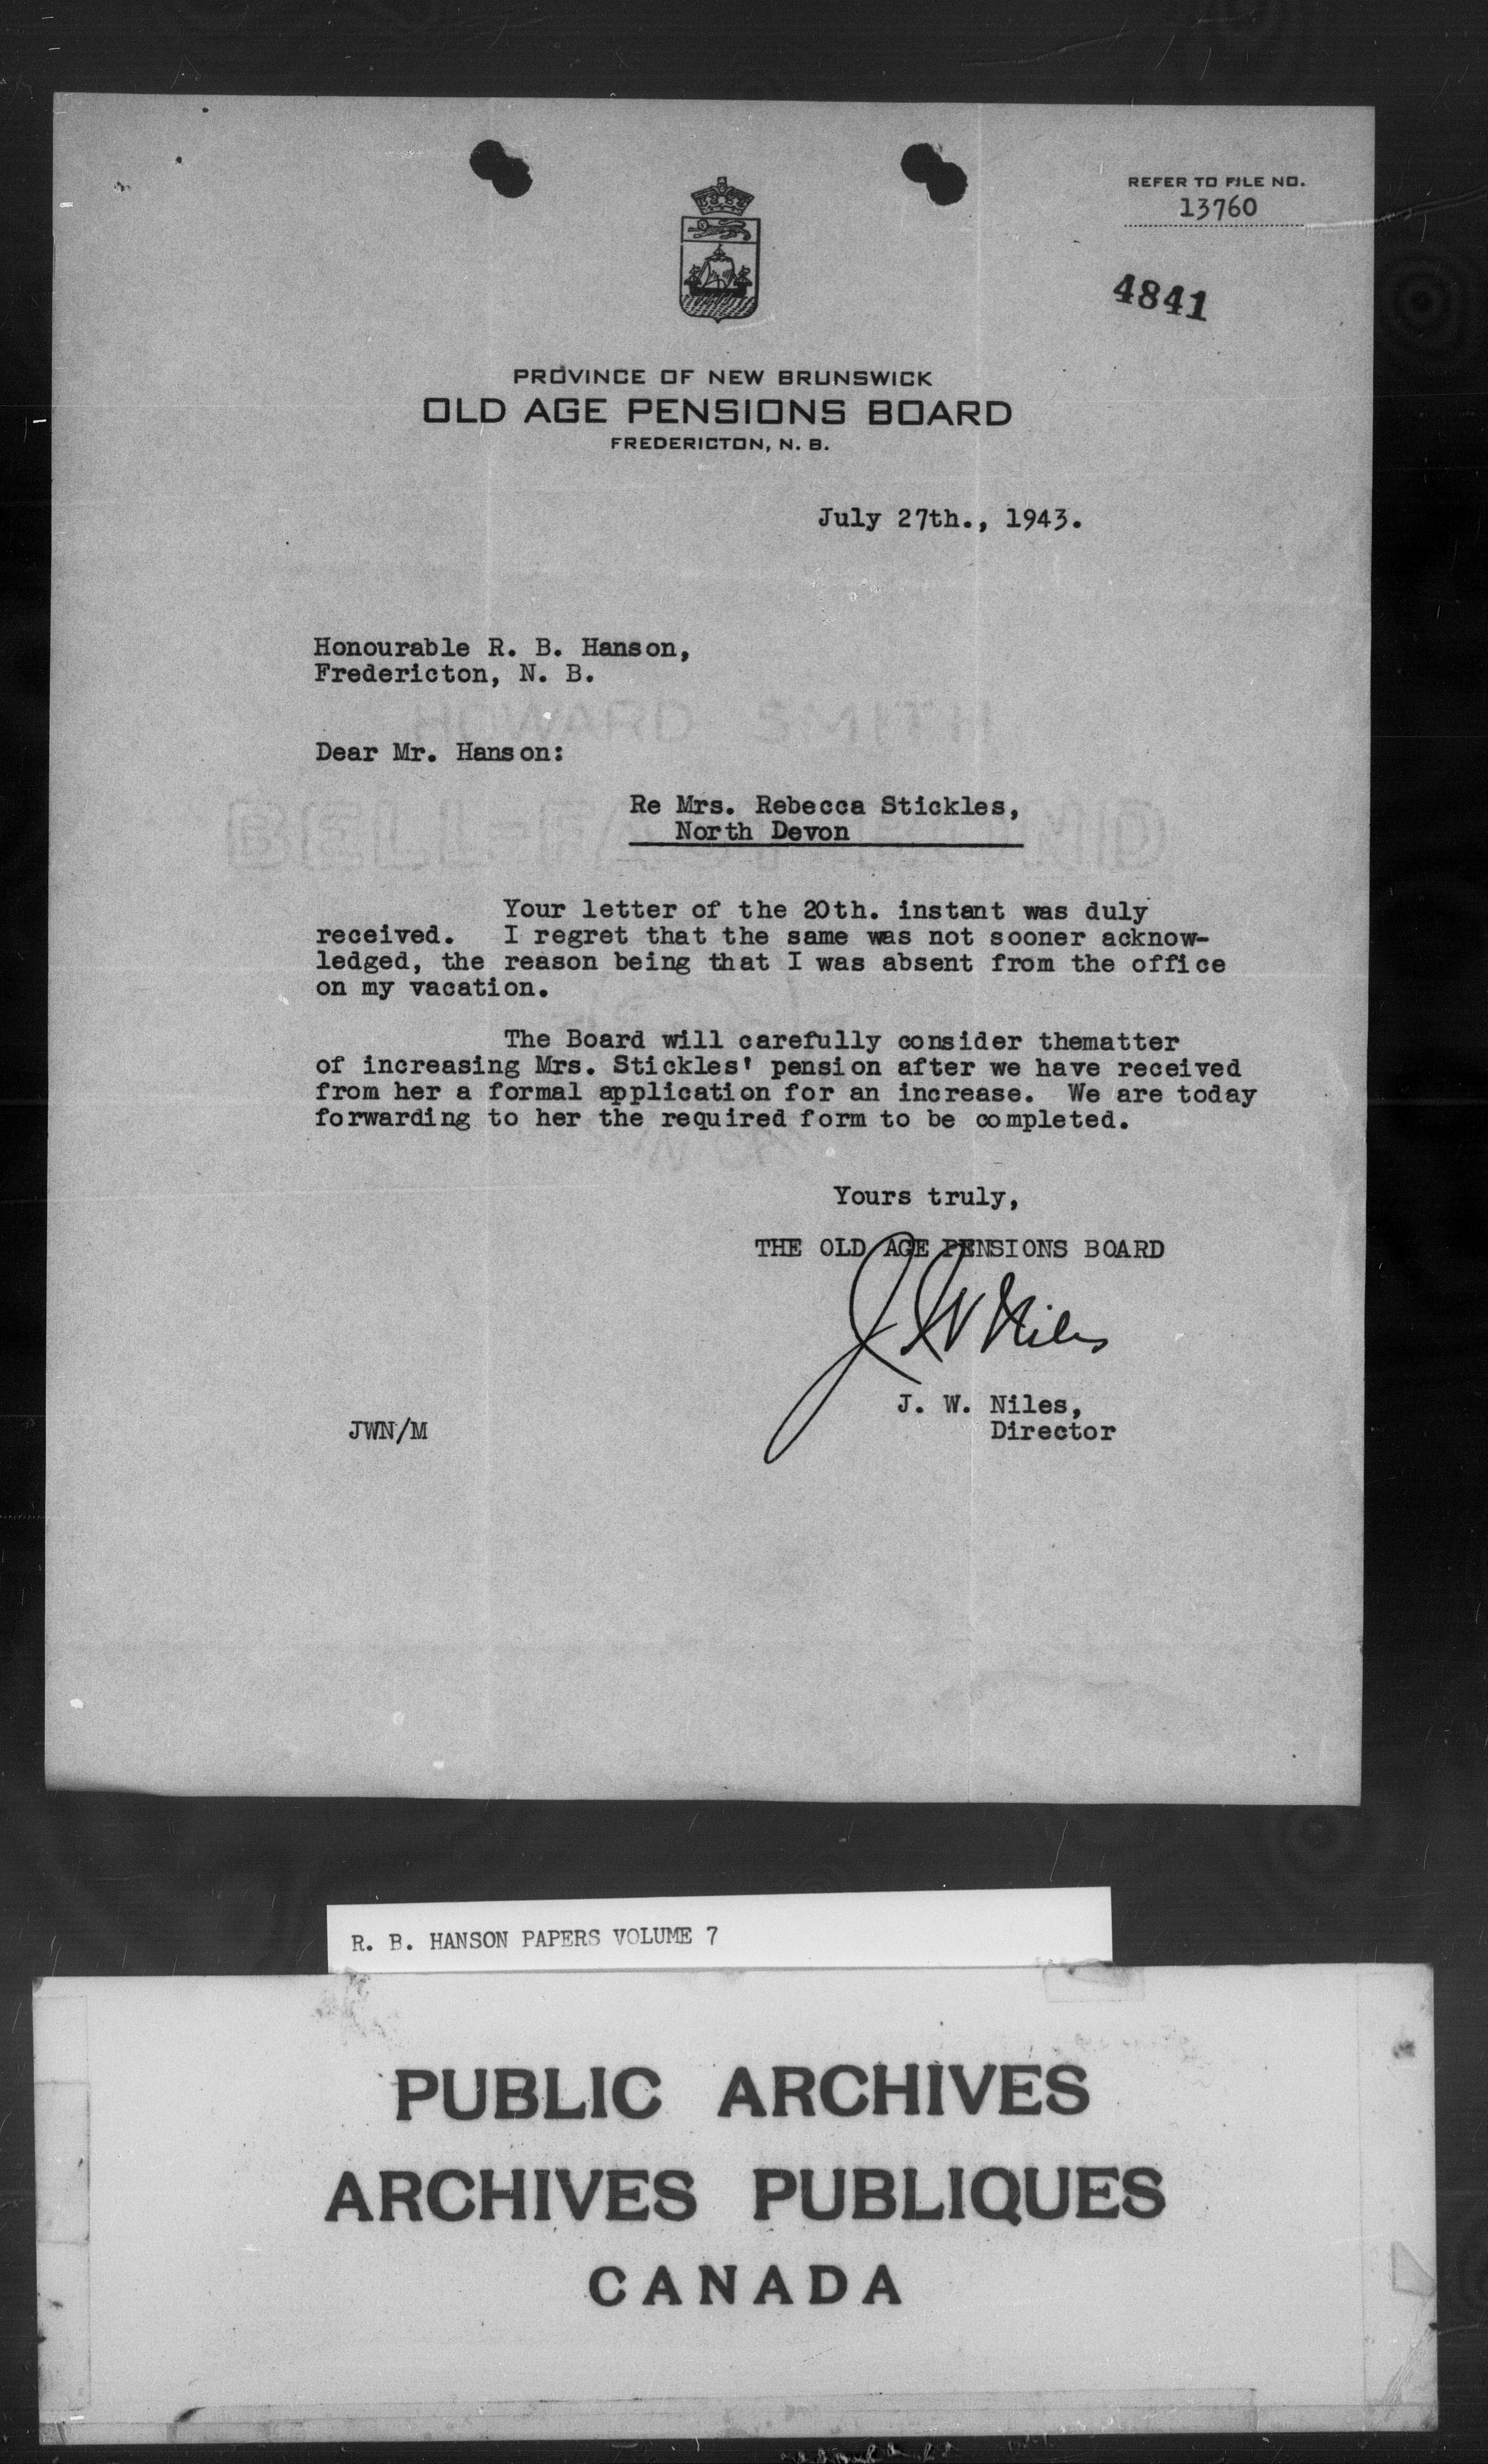 REFER TO FILE NO.
13760
4841
PROVINCE OF NEW BRUNSWICK
OLD AGE PENSIONS BOARD
FREDERICTON, N. B.
July 27th., 1943.
Honourable R. B. Hanson,
Fredericton, N. B.
HOWARD SMITH
Dear Mr. Hanson:
Re Mrs. Rebecca Stickles,
North Devon
Your letter of the 20th. instant was duly
received. I regret that the same was not sooner acknow-
ledged, the reason being that I was absent from the office
on my vacation.
The Board will carefully consider thematter
of increasing Mrs. Stickles' pension after we have received
from her a formal application for an increase. We are today
forwarding to her the required form to be completed.
Yours truly,
THE OLD AGE PENSIONS BOARD
J W Niles
J. W. Niles,
Director
JWN/M
R. B. HANSON PAPERS VOLUME 7
PUBLIC ARCHIVES
ARCHIVES PUBLIQUES
CANADA